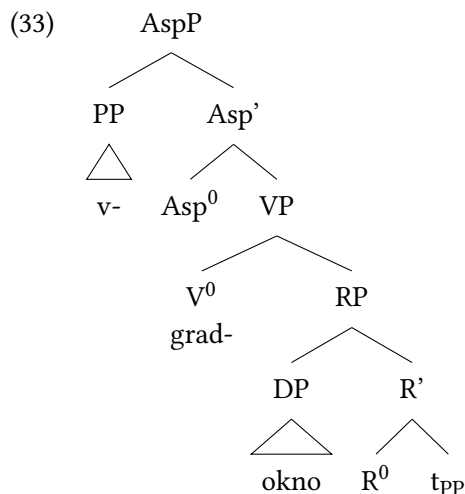 (33) AspP
PP Asp’
v- Asp⁰ VP
V⁰ RP
grad-
DP R’
okno R⁰ tPP